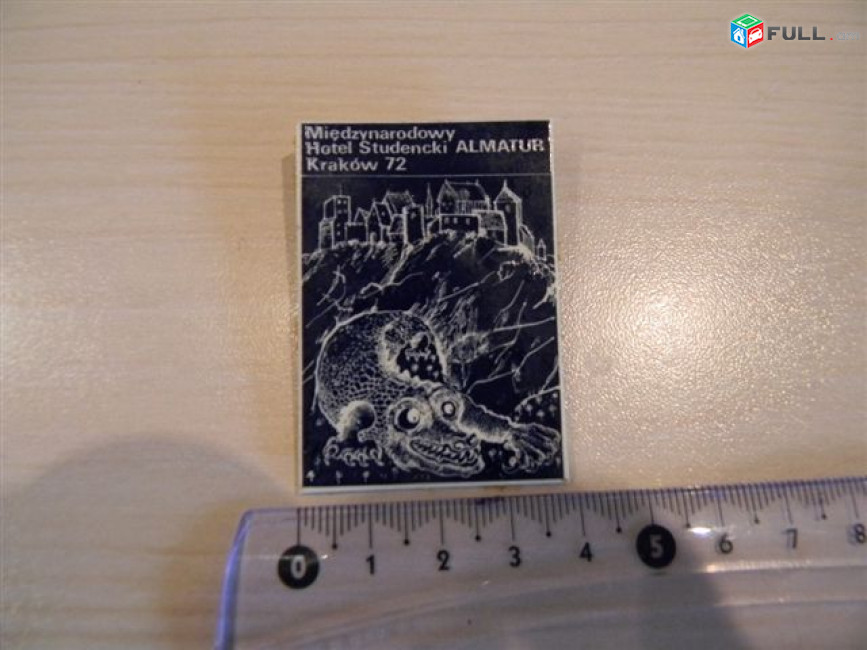 FULL
Międzynarodowy
Hotel Studencki ALMATUR
Kraków 72
0 1 2 3 4 5 6 7 8